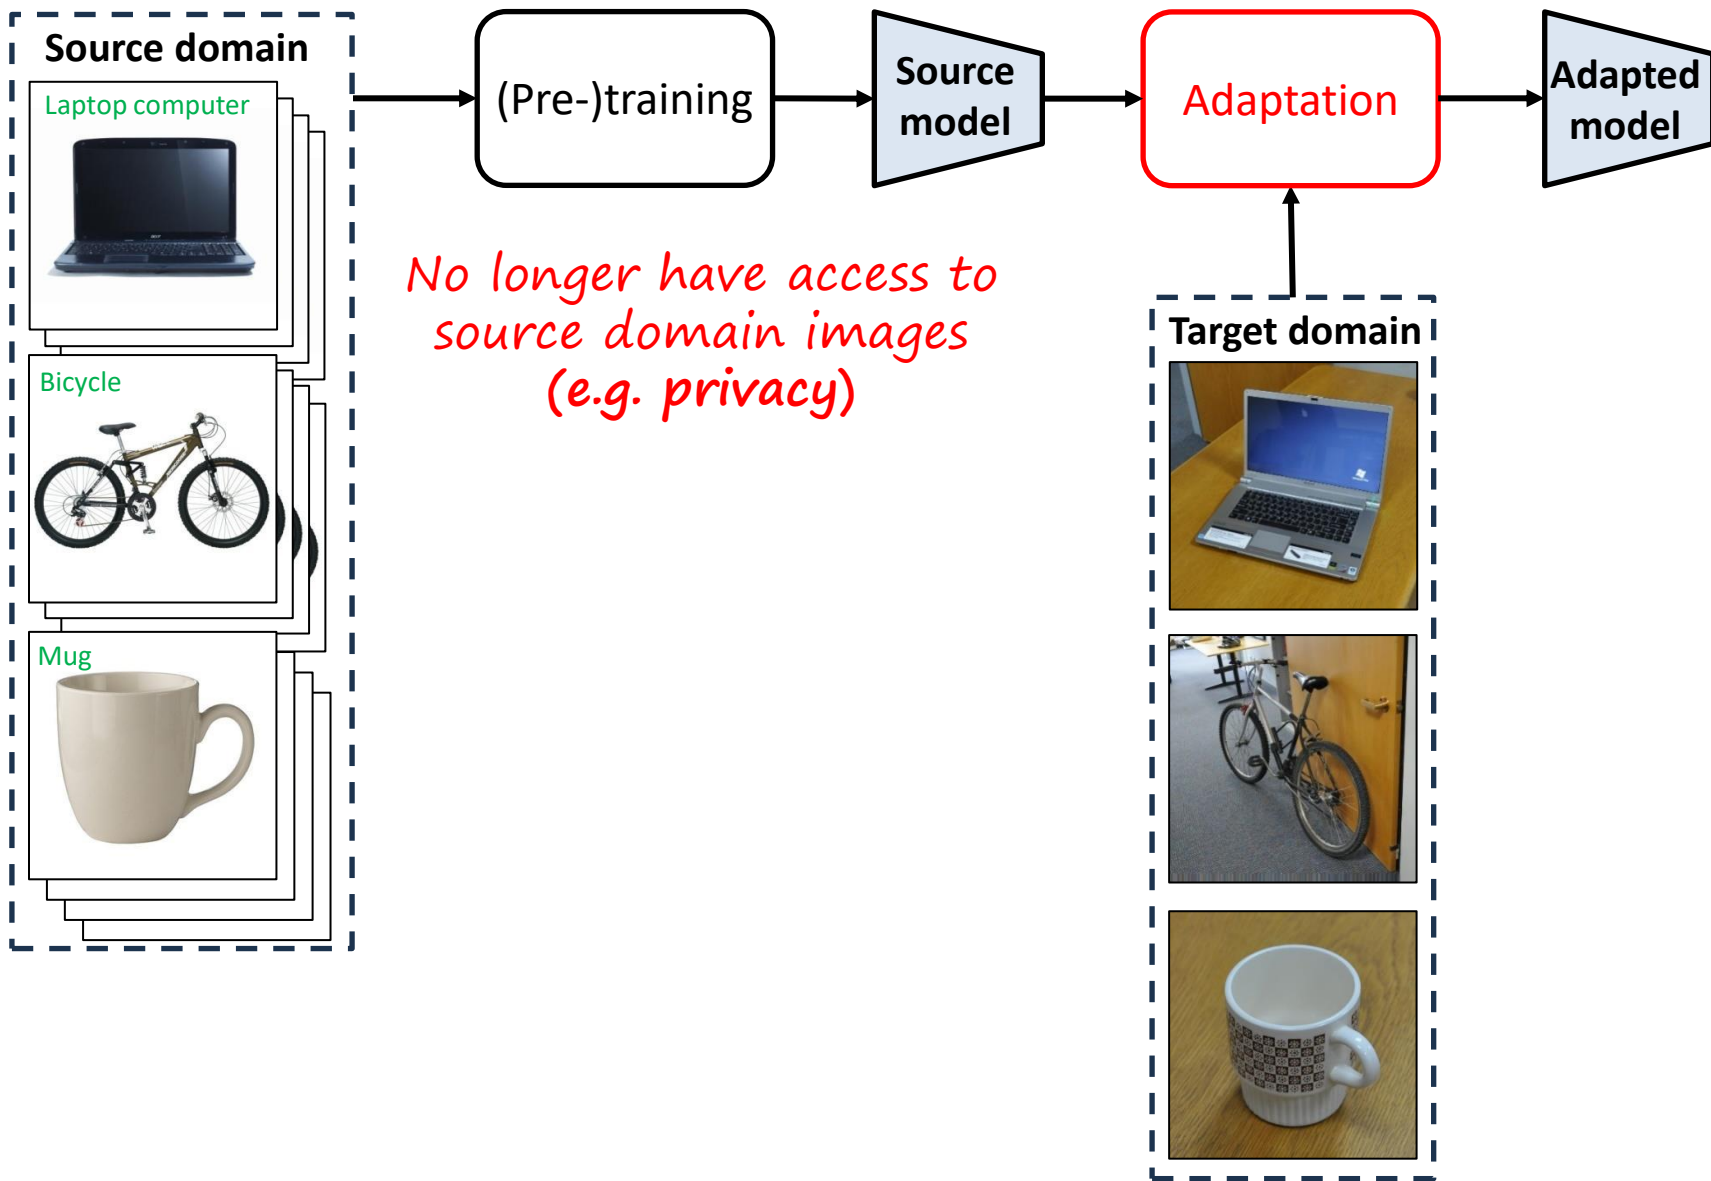 Source domain
Laptop computer
Bicycle
Mug
(Pre-)training
Source
model
Adaptation
Adapted
model
No longer have access to
source domain images
(e.g. privacy)
Target domain